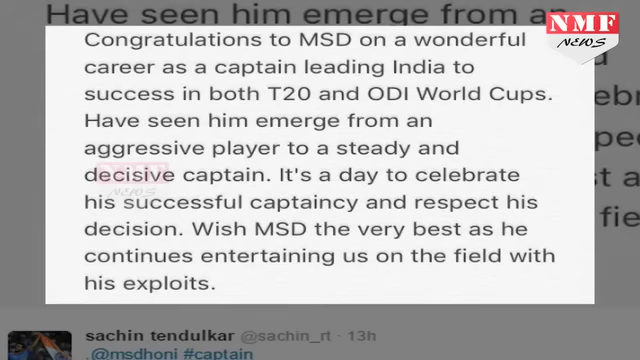 Have seen him emerge from an
NMF
NEWS
Congratulations to MSD on a wonderful
career as a captain leading India to
success in both T20 and ODI World Cups.
Have seen him emerge from an
aggressive player to a steady and
decisive captain. It's a day to celebrate
his successful captaincy and respect his
decision. Wish MSD the very best as he
continues entertaining us on the field with
his exploits.
NMF
NEWS
sachin tendulkar @sachin_rt · 13h
.@msdhoni #captain